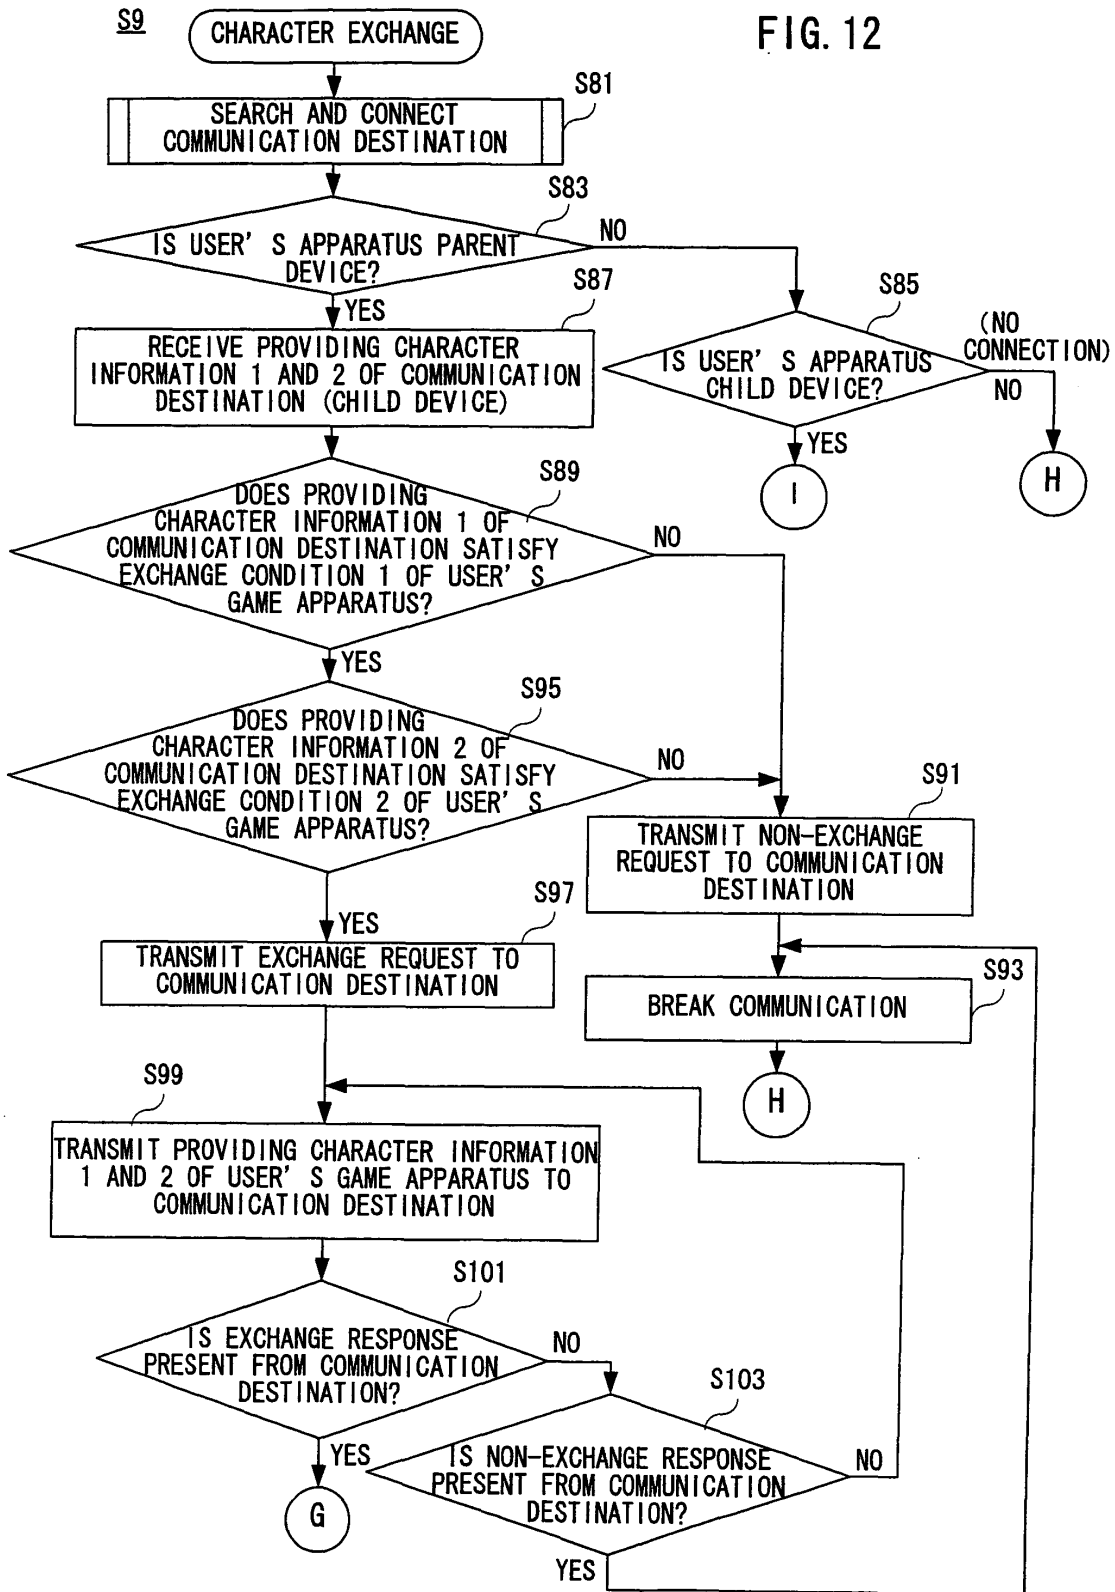 S9
CHARACTER EXCHANGE
FIG. 12
S81
SEARCH AND CONNECT
COMMUNICATION DESTINATION
S83
IS USER'S APPARATUS PARENT
DEVICE?
NO
YES
S85
IS USER'S APPARATUS
CHILD DEVICE?
(NO
CONNECTION)
NO
H
YES
I
S87
RECEIVE PROVIDING CHARACTER
INFORMATION 1 AND 2 OF COMMUNICATION
DESTINATION (CHILD DEVICE)
S89
DOES PROVIDING
CHARACTER INFORMATION 1 OF
COMMUNICATION DESTINATION SATISFY
EXCHANGE CONDITION 1 OF USER'S
GAME APPARATUS?
NO
YES
S95
DOES PROVIDING
CHARACTER INFORMATION 2 OF
COMMUNICATION DESTINATION SATISFY
EXCHANGE CONDITION 2 OF USER'S
GAME APPARATUS?
NO
YES
S91
TRANSMIT NON-EXCHANGE
REQUEST TO COMMUNICATION
DESTINATION
S97
TRANSMIT EXCHANGE REQUEST TO
COMMUNICATION DESTINATION
S93
BREAK COMMUNICATION
H
S99
TRANSMIT PROVIDING CHARACTER INFORMATION
1 AND 2 OF USER'S GAME APPARATUS TO
COMMUNICATION DESTINATION
S101
IS EXCHANGE RESPONSE
PRESENT FROM COMMUNICATION
DESTINATION?
NO
YES
G
S103
IS NON-EXCHANGE RESPONSE
PRESENT FROM COMMUNICATION
DESTINATION?
NO
YES